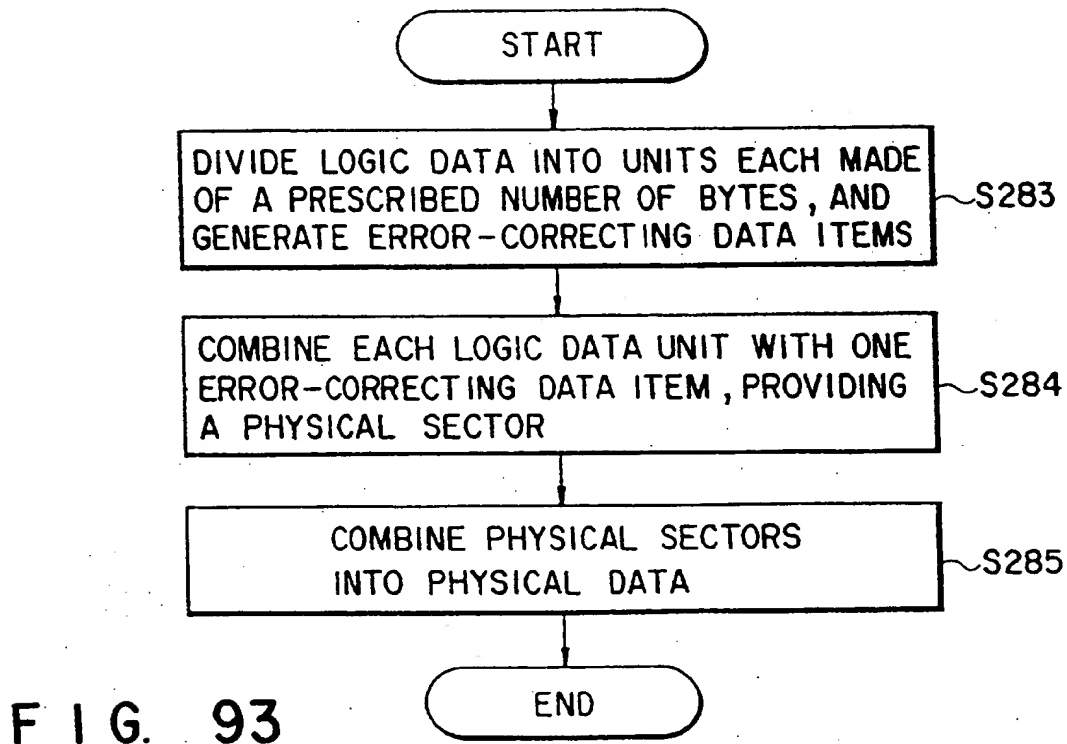 START
DIVIDE LOGIC DATA INTO UNITS EACH MADE
OF A PRESCRIBED NUMBER OF BYTES, AND
GENERATE ERROR-CORRECTING DATA ITEMS
S283
COMBINE EACH LOGIC DATA UNIT WITH ONE
ERROR-CORRECTING DATA ITEM, PROVIDING
A PHYSICAL SECTOR
S284
COMBINE PHYSICAL SECTORS
INTO PHYSICAL DATA
S285
END
FIG. 93